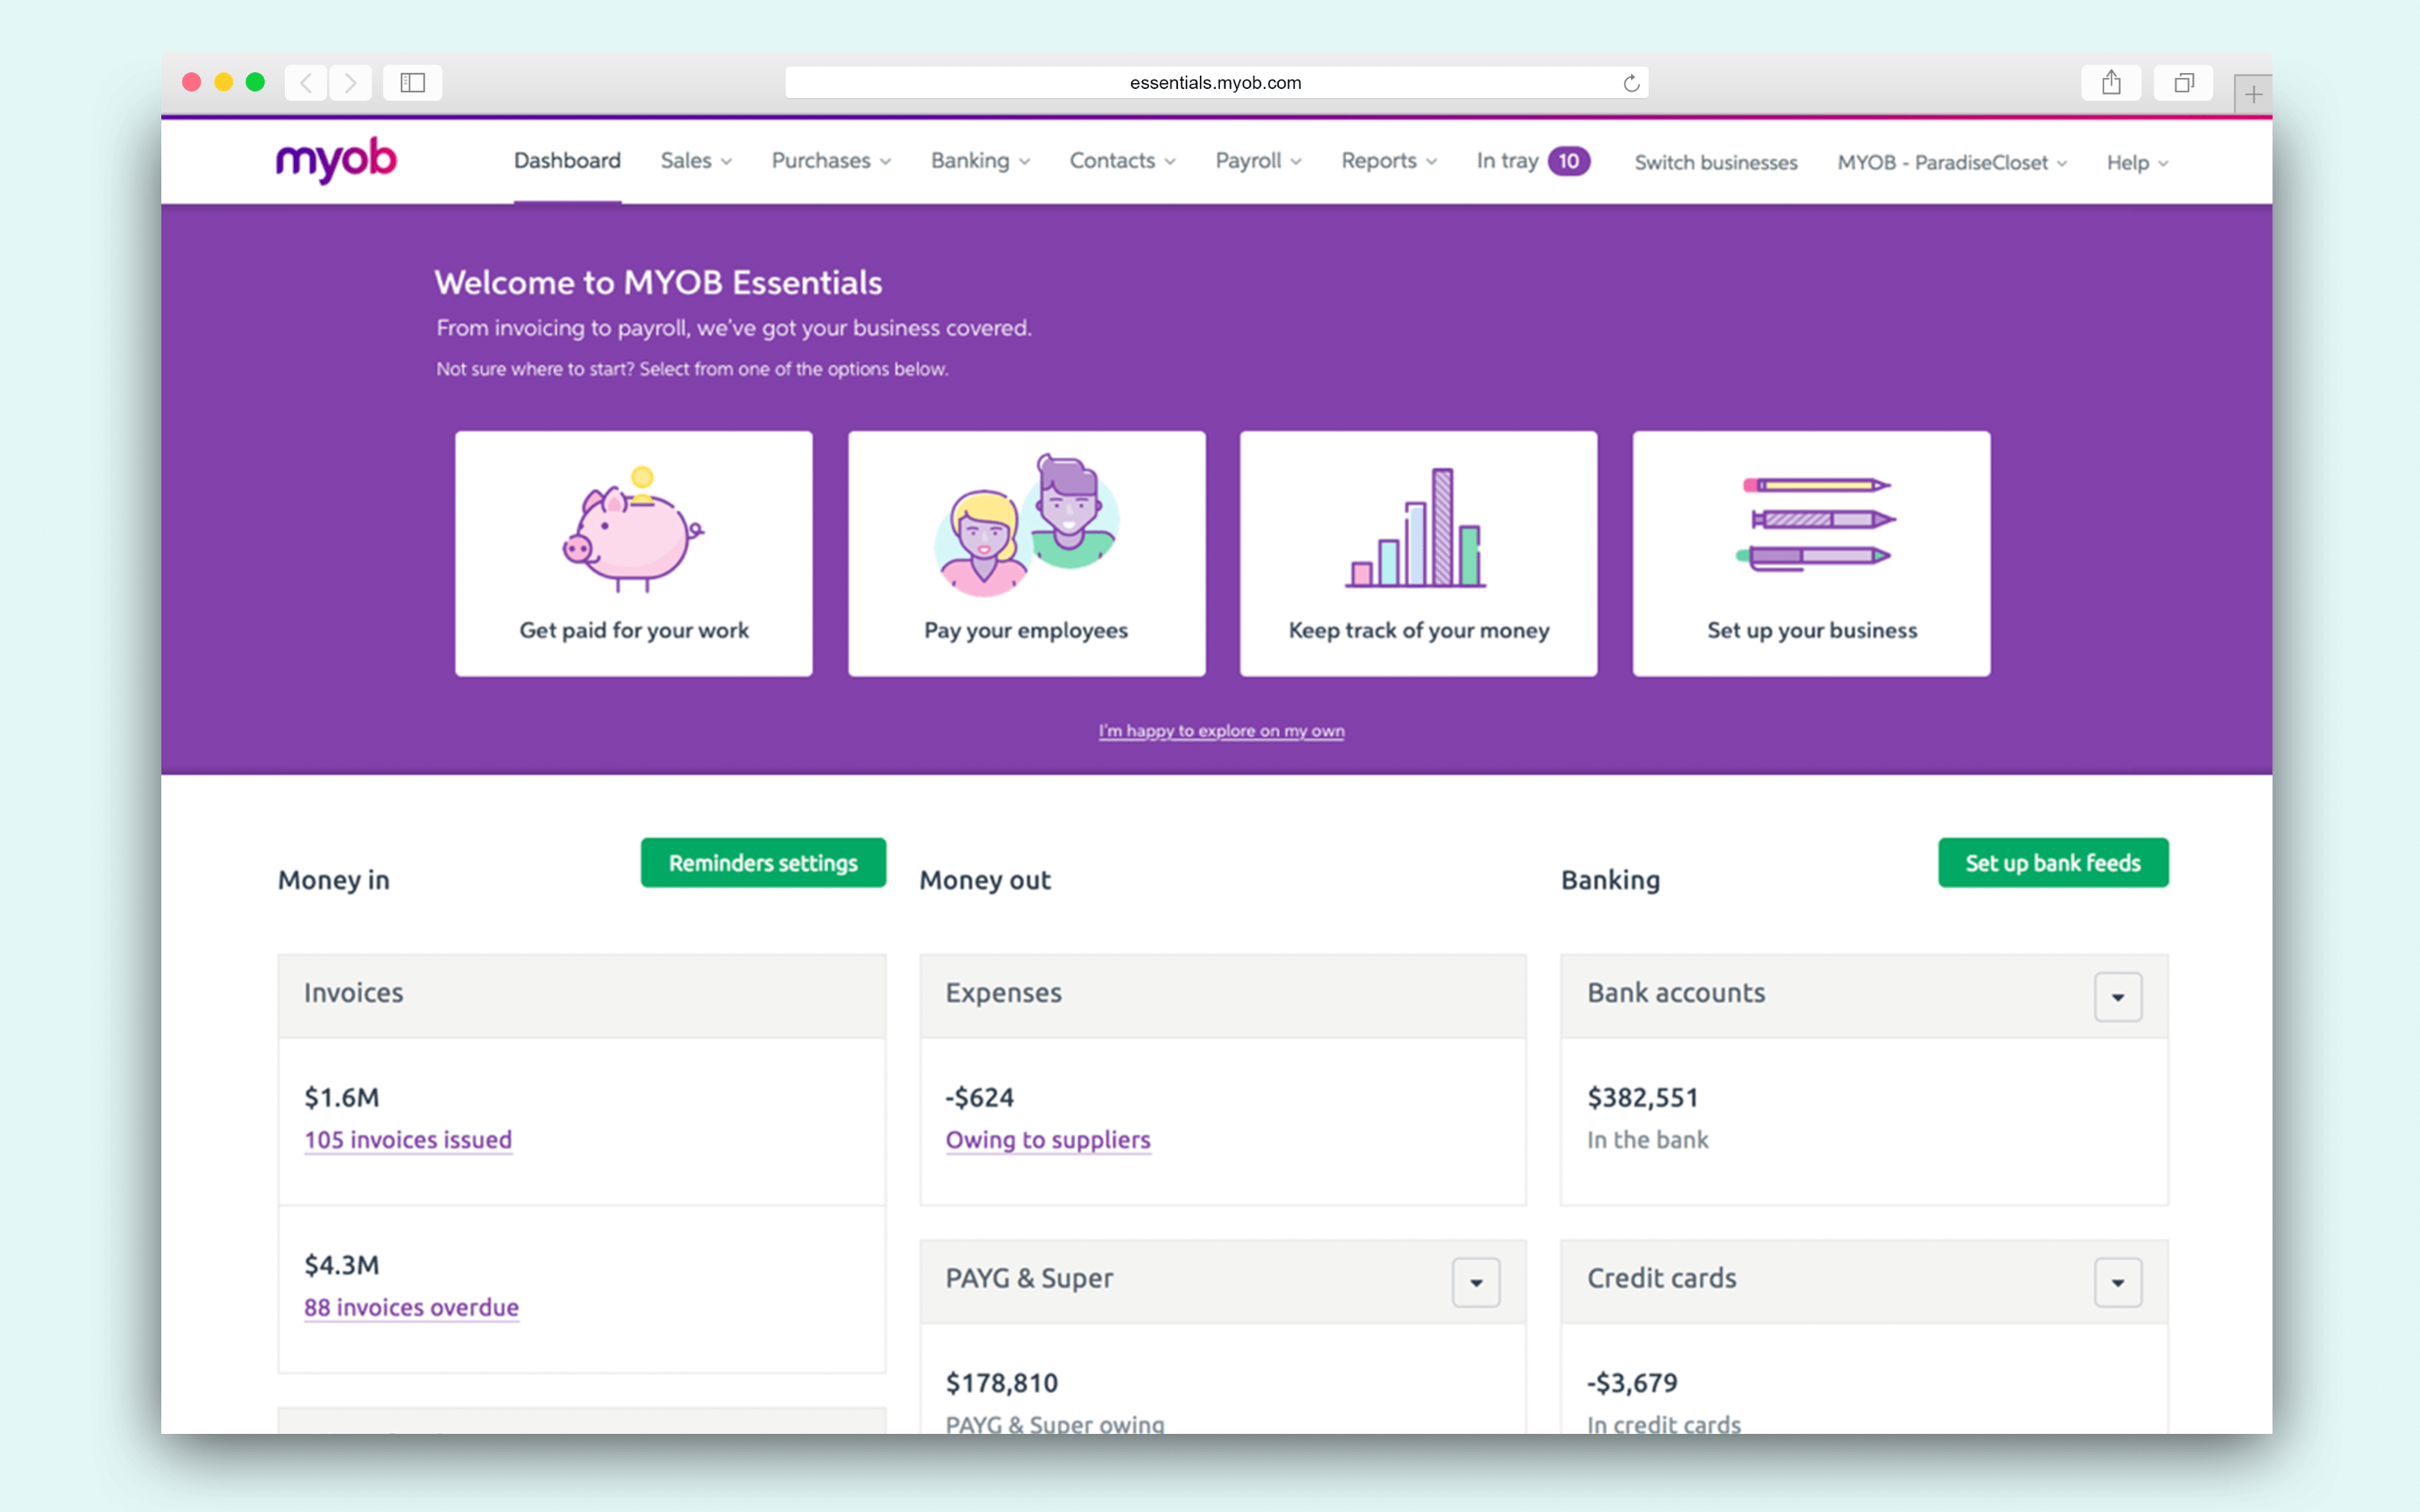 essentials.myob.com
myob Dashboard Sales Purchases Banking Contacts Payroll Reports In tray 10 Switch businesses MYOB - ParadiseCloset Help
Welcome to MYOB Essentials
From invoicing to payroll, we've got your business covered.
Not sure where to start? Select from one of the options below.
Get paid for your work
Pay your employees
Keep track of your money
Set up your business
I'm happy to explore on my own
Money in
Reminders settings
Invoices
$1.6M
105 invoices issued
$4.3M
88 invoices overdue
Money out
Expenses
-$624
Owing to suppliers
PAYG & Super
$178,810
PAYG & Super owing
Banking
Set up bank feeds
Bank accounts
$382,551
In the bank
Credit cards
-$3,679
In credit cards